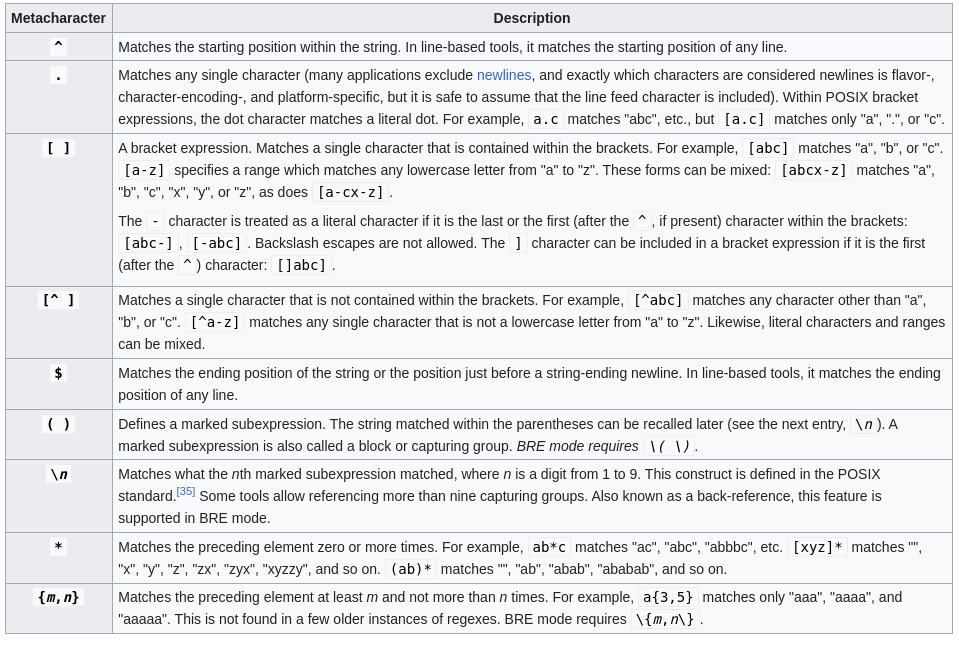 Metacharacter Description
^ Matches the starting position within the string. In line-based tools, it matches the starting position of any line.
. Matches any single character (many applications exclude newlines, and exactly which characters are considered newlines is flavor-,
character-encoding-, and platform-specific, but it is safe to assume that the line feed character is included). Within POSIX bracket
expressions, the dot character matches a literal dot. For example, a.c matches "abc", etc., but [a.c] matches only "a", ".", or "c".
[ ] A bracket expression. Matches a single character that is contained within the brackets. For example, [abc] matches "a", "b", or "c".
[a-z] specifies a range which matches any lowercase letter from "a" to "z". These forms can be mixed: [abcx-z] matches "a",
"b", "c", "x", "y", or "z", as does [a-cx-z].
The - character is treated as a literal character if it is the last or the first (after the ^, if present) character within the brackets:
[abc-], [-abc]. Backslash escapes are not allowed. The ] character can be included in a bracket expression if it is the first
(after the ^) character: []abc].
[^ ] Matches a single character that is not contained within the brackets. For example, [^abc] matches any character other than "a",
"b", or "c". [^a-z] matches any single character that is not a lowercase letter from "a" to "z". Likewise, literal characters and ranges
can be mixed.
$ Matches the ending position of the string or the position just before a string-ending newline. In line-based tools, it matches the ending
position of any line.
( ) Defines a marked subexpression. The string matched within the parentheses can be recalled later (see the next entry, \n). A
marked subexpression is also called a block or capturing group. BRE mode requires \( \).
\n Matches what the nth marked subexpression matched, where n is a digit from 1 to 9. This construct is defined in the POSIX
standard.[35] Some tools allow referencing more than nine capturing groups. Also known as a back-reference, this feature is
supported in BRE mode.
* Matches the preceding element zero or more times. For example, ab*c matches "ac", "abc", "abbbc", etc. [xyz]* matches "",
"x", "y", "z", "zx", "zyx", "xyzzy", and so on. (ab)* matches "", "ab", "abab", "ababab", and so on.
{m,n} Matches the preceding element at least m and not more than n times. For example, a{3,5} matches only "aaa", "aaaa", and
"aaaaa". This is not found in a few older instances of regexes. BRE mode requires \{m,n\}.